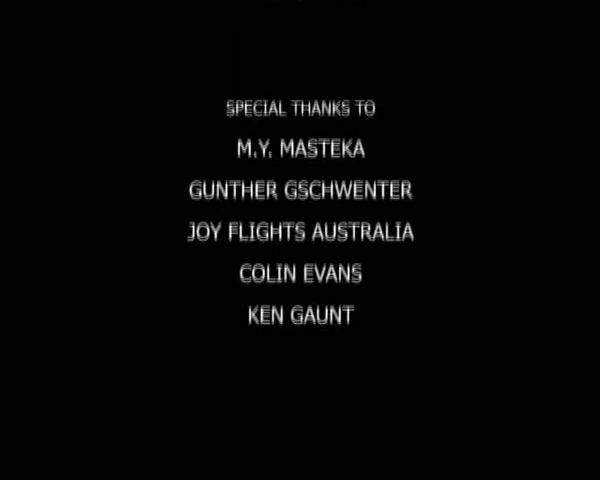 SPECIAL THANKS TO
M.Y. MASTEKA
GUNTHER GSCHWENTER
JOY FLIGHTS AUSTRALIA
COLIN EVANS
KEN GAUNT